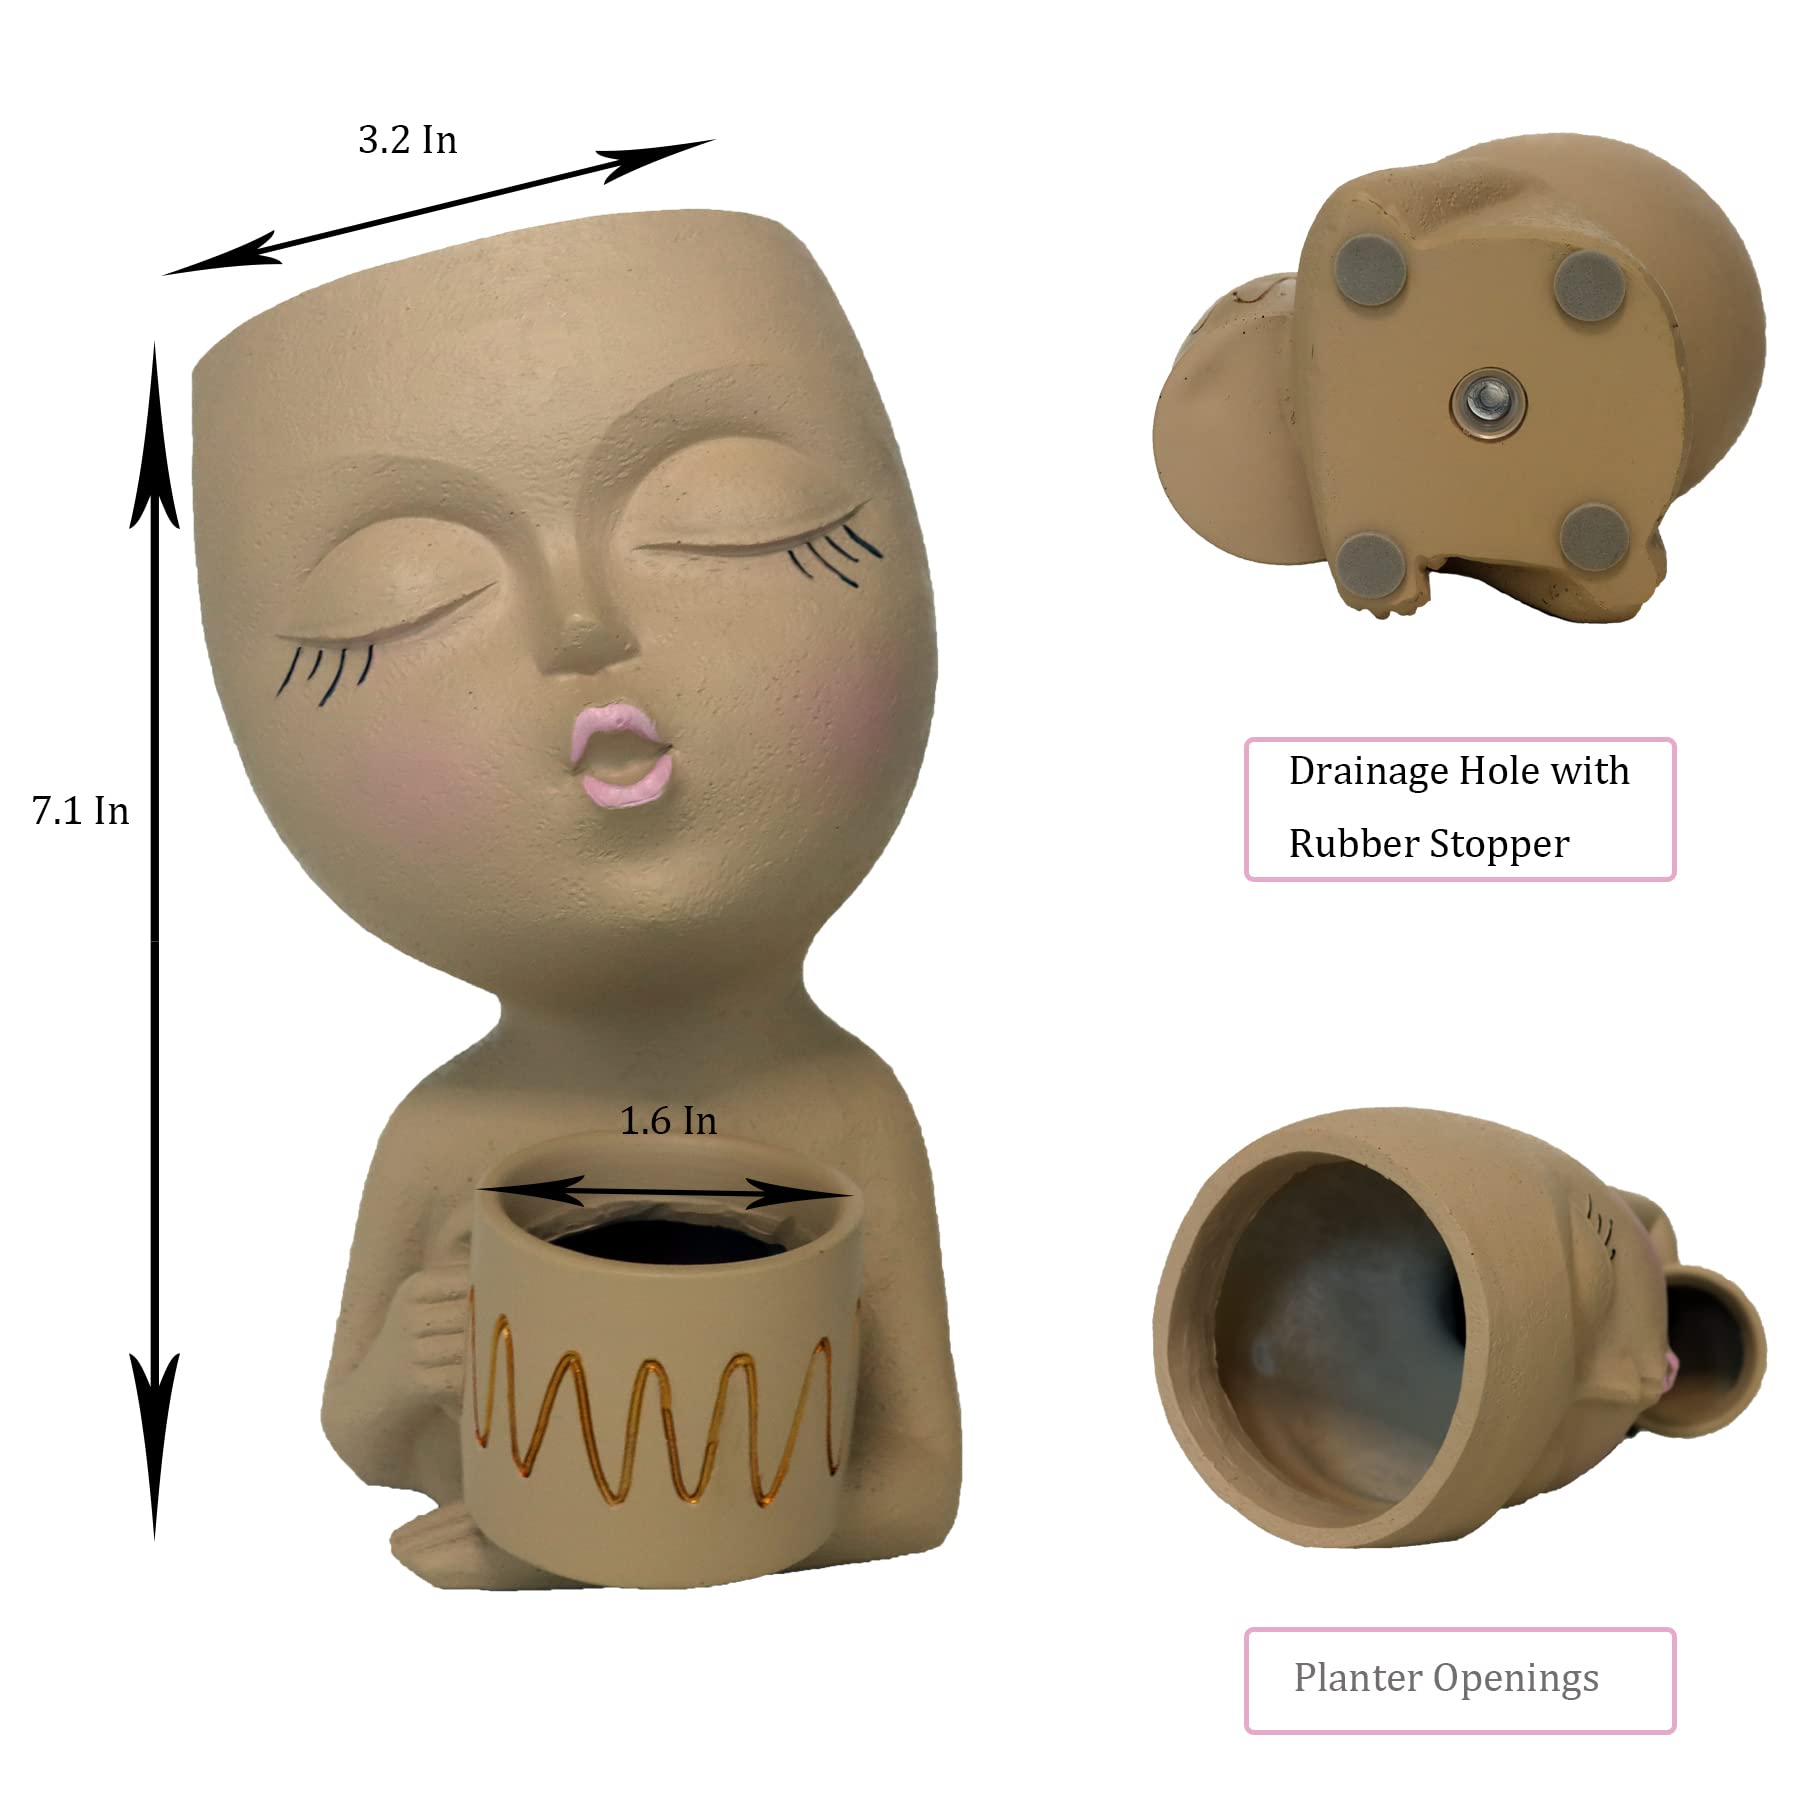 3.2 In
7.1 In
1.6 In
Drainage Hole with
Rubber Stopper
Planter Openings